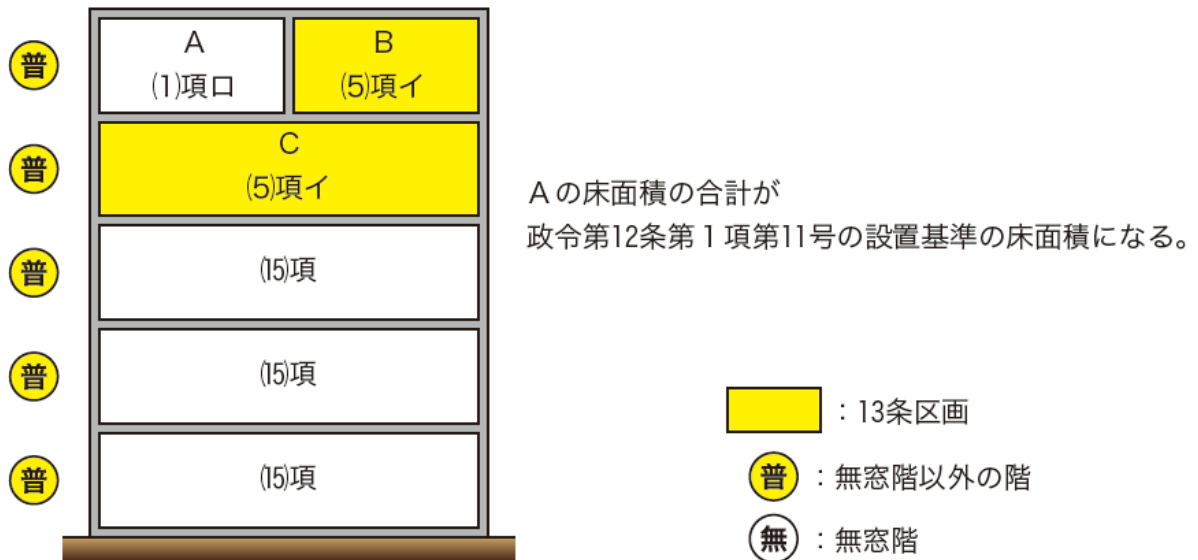 普
A
(1)項ロ
B
(5)項イ
普
C
(5)項イ
Aの床面積の合計が
政令第12条第1項第11号の設置基準の床面積になる。
普
(15)項
普
(15)項
普
(15)項
：13条区画
普：無窓階以外の階
無：無窓階